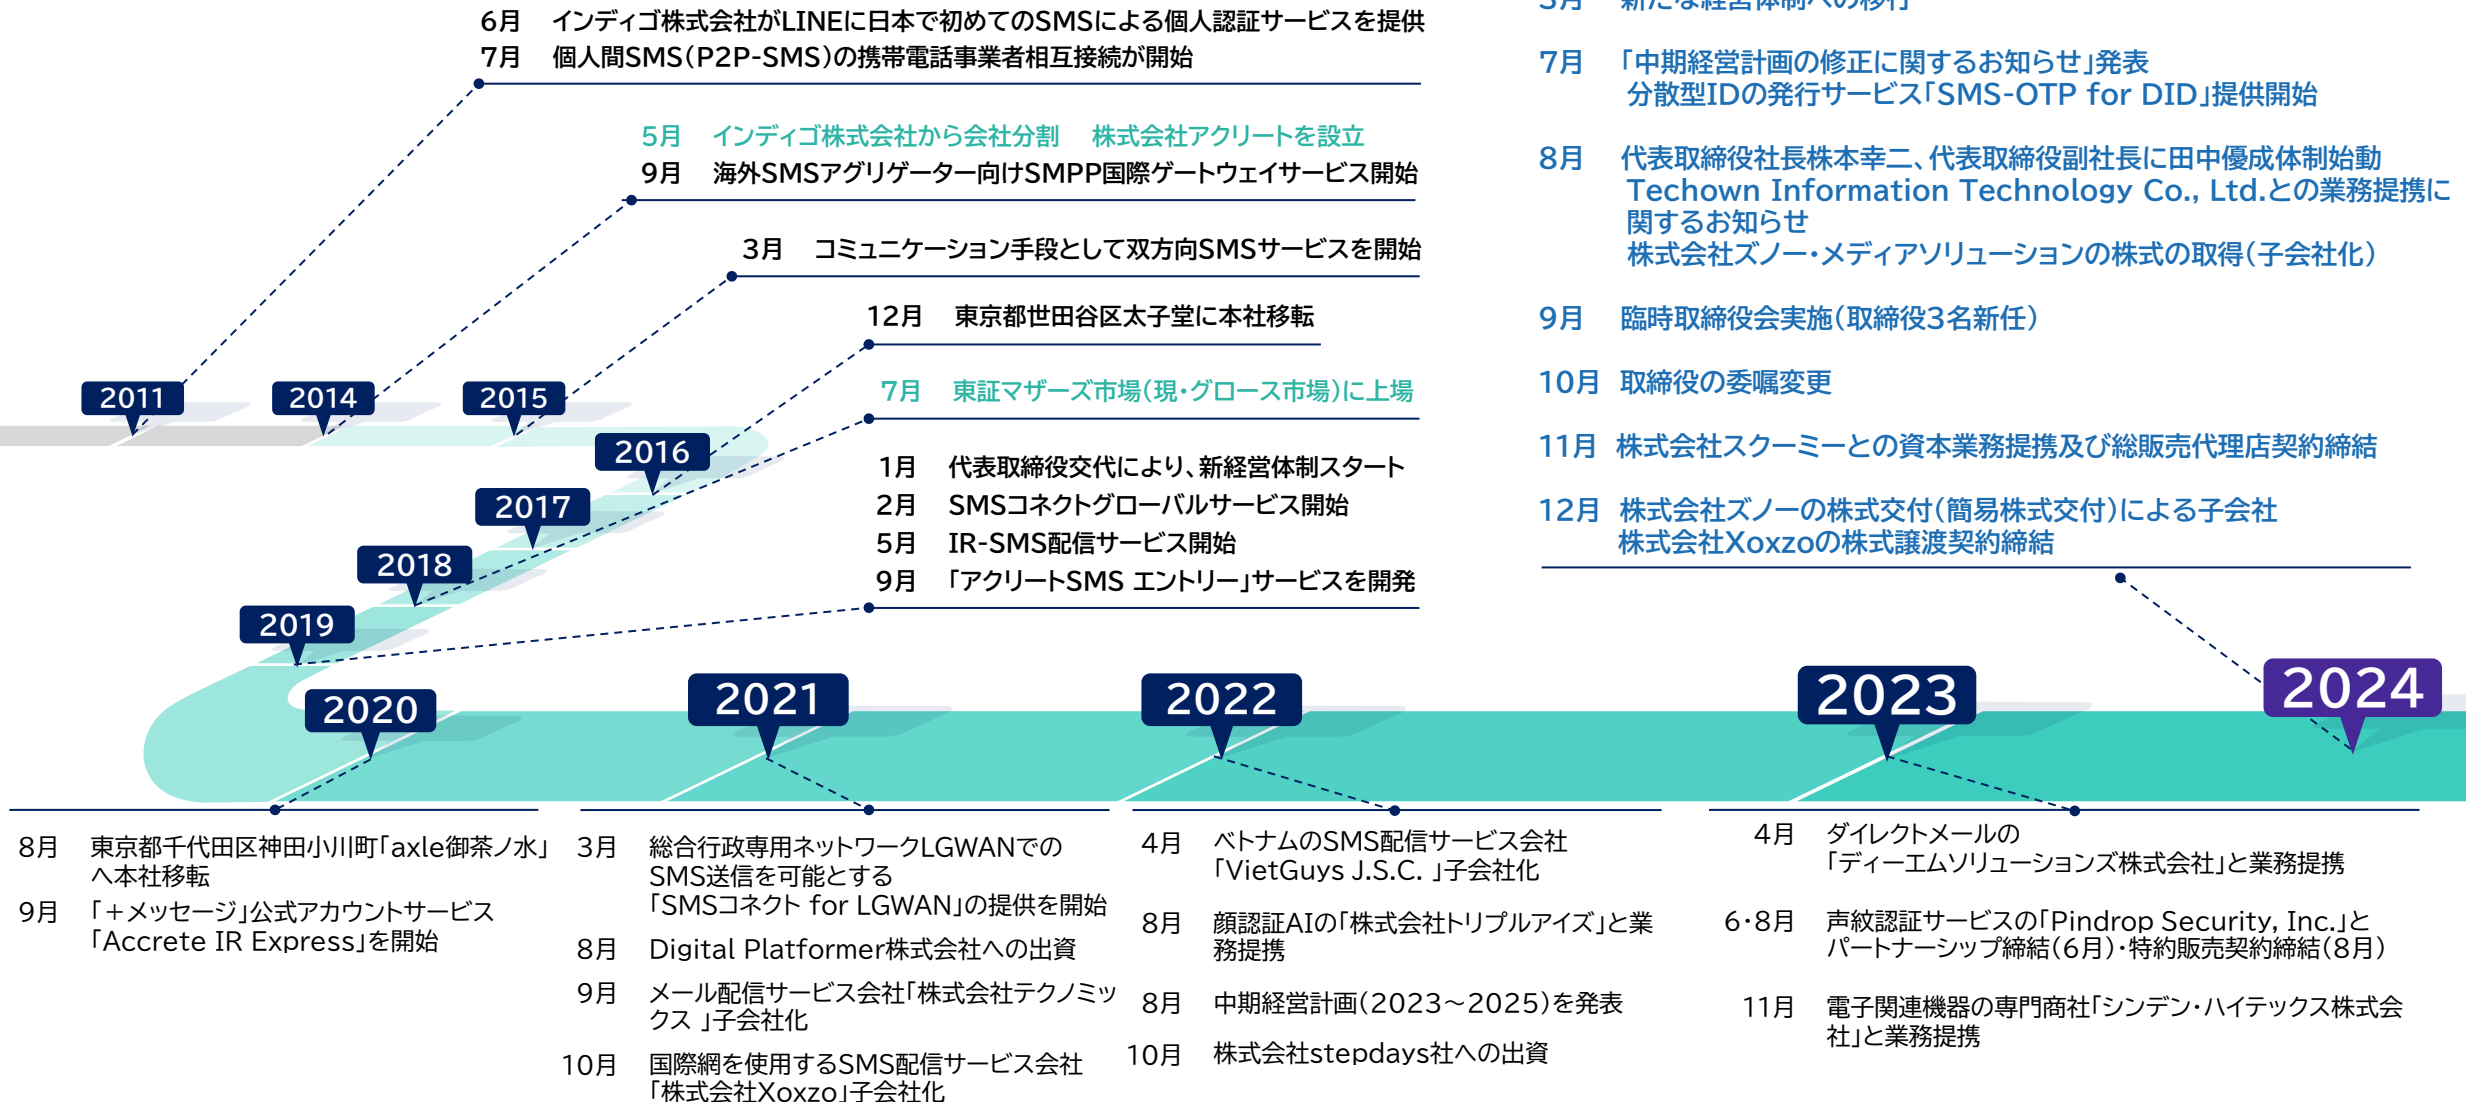 6月 インディゴ株式会社がLINEに日本で初めてのSMSによる個人認証サービスを提供
7月 個人間SMS(P2P-SMS)の携帯電話事業者相互接続が開始
5月 インディゴ株式会社から会社分割 株式会社アクリートを設立
9月 海外SMSアグリゲーター向けSMPP国際ゲートウェイサービス開始
3月 コミュニケーション手段として双方向SMSサービスを開始
12月 東京都世田谷区太子堂に本社移転
7月 東証マザーズ市場(現・グロース市場)に上場
1月 代表取締役交代により、新経営体制スタート
2月 SMSコネクトグローバルサービス開始
5月 IR-SMS配信サービス開始
9月 「アクリートSMS エントリー」サービスを開発
3月 新たな経営体制への移行
7月 「中期経営計画の修正に関するお知らせ」発表
分散型IDの発行サービス「SMS-OTP for DID」提供開始
8月 代表取締役社長株本幸二、代表取締役副社長に田中優成体制始動
Techown Information Technology Co., Ltd.との業務提携に
関するお知らせ
株式会社ズノー・メディアソリューションの株式の取得(子会社化)
9月 臨時取締役会実施(取締役3名新任)
10月 取締役の委嘱変更
11月 株式会社スクーミーとの資本業務提携及び総販売代理店契約締結
12月 株式会社ズノーの株式交付(簡易株式交付)による子会社
株式会社Xoxzoの株式譲渡契約締結
2011
2014
2015
2016
2017
2018
2019
2020
2021
2022
2023
2024
8月 東京都千代田区神田小川町「axle御茶ノ水」
へ本社移転
9月 「+メッセージ」公式アカウントサービス
「Accrete IR Express」を開始
3月 総合行政専用ネットワークLGWANでの
SMS送信を可能とする
「SMSコネクト for LGWAN」の提供を開始
8月 Digital Platformer株式会社への出資
9月 メール配信サービス会社「株式会社テクノミッ
クス 」子会社化
10月 国際網を使用するSMS配信サービス会社
「株式会社Xoxzo」子会社化
4月 ベトナムのSMS配信サービス会社
「VietGuys J.S.C. 」子会社化
8月 顔認証AIの「株式会社トリプルアイズ」と業
務提携
8月 中期経営計画(2023～2025)を発表
10月 株式会社stepdays社への出資
4月 ダイレクトメールの
「ディーエムソリューションズ株式会社」と業務提携
6・8月 声紋認証サービスの「Pindrop Security, Inc.」と
パートナーシップ締結(6月)・特約販売契約締結(8月)
11月 電子関連機器の専門商社「シンデン・ハイテックス株式会
社」と業務提携